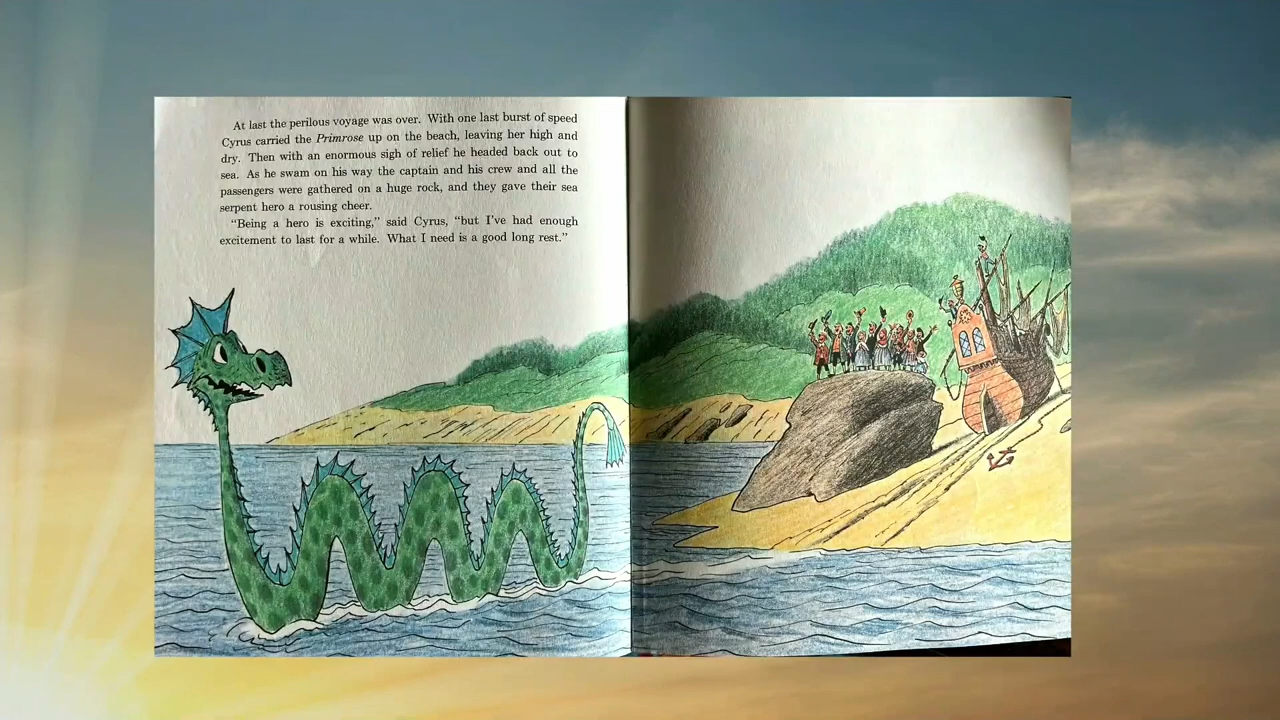 At last the perilous voyage was over. With one last burst of speed
Cyrus carried the Primrose up on the beach, leaving her high and
dry. Then with an enormous sigh of relief he headed back out to
sea. As he swam on his way the captain and his crew and all the
passengers were gathered on a huge rock, and they gave their sea
serpent hero a rousing cheer.
“Being a hero is exciting,” said Cyrus, “but I’ve had enough
excitement to last for a while. What I need is a good long rest.”